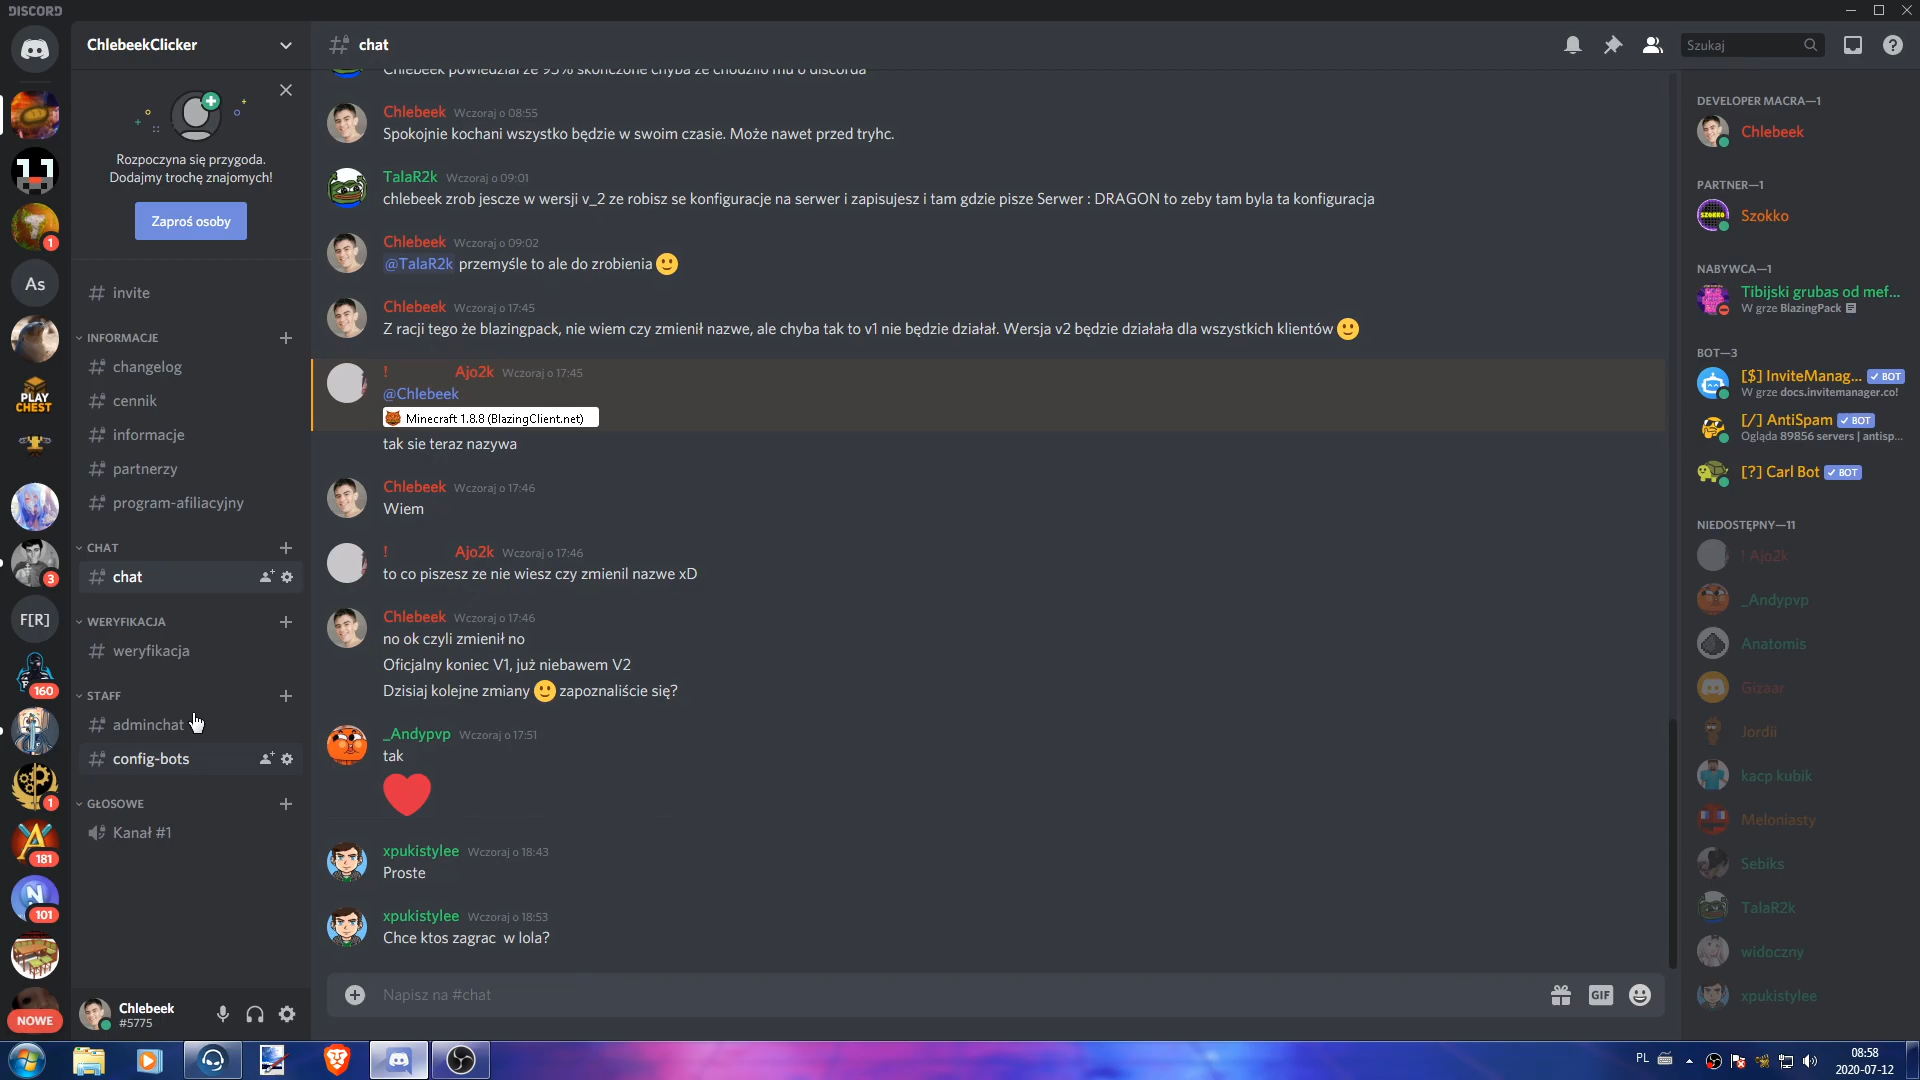 DISCORD
ChlebeekClicker
Rozpoczyna się przygoda.
Dodajmy trochę znajomych!
Zaproś osoby
invite
INFORMACJE
changelog
cennik
informacje
partnerzy
program-afiliacyjny
CHAT
chat
WERYFIKACJA
weryfikacja
STAFF
adminchat
config-bots
GŁOSOWE
Kanał #1
Chlebeek
#5775
1
As
PLAY
CHEST
3
F[R]
160
1
181
N
101
NOWE
chat
Szukaj
Chlebeek powiedział że 95% skończone chyba że chodziło mu o discorda
Chlebeek Wczoraj o 08:55
Spokojnie kochani wszystko będzie w swoim czasie. Może nawet przed tryhc.
TalaR2k Wczoraj o 09:01
chlebeek zrob jescze w wersji v_2 ze robisz se konfiguracje na serwer i zapisujesz i tam gdzie pisze Serwer : DRAGON to zeby tam byla ta konfiguracja
Chlebeek Wczoraj o 09:02
@TalaR2k przemyśle to ale do zrobienia
Chlebeek Wczoraj o 17:45
Z racji tego że blazingpack, nie wiem czy zmienił nazwe, ale chyba tak to v1 nie będzie działał. Wersja v2 będzie działała dla wszystkich klientów
! Ajo2k Wczoraj o 17:45
@Chlebeek
Minecraft 1.8.8 (BlazingClient.net)
tak sie teraz nazywa
Chlebeek Wczoraj o 17:46
Wiem
! Ajo2k Wczoraj o 17:46
to co piszesz ze nie wiesz czy zmienil nazwe xD
Chlebeek Wczoraj o 17:46
no ok czyli zmienił no
Oficjalny koniec V1, już niebawem V2
Dzisiaj kolejne zmiany zapoznaliście się?
_Andypvp Wczoraj o 17:51
tak
xpukistylee Wczoraj o 18:43
Proste
xpukistylee Wczoraj o 18:53
Chce ktos zagrac w lola?
Napisz na #chat
GIF
DEVELOPER MACRA—1
Chlebeek
PARTNER—1
SZOKKO
Szokko
NABYWCA—1
Tibijski grubas od mef...
W grze BlazingPack
BOT—3
[$] InviteManag... ✓ BOT
W grze docs.invitemanager.co!
[/] AntiSpam ✓ BOT
Ogląda 89856 servers | antisp...
[?] Carl Bot ✓ BOT
NIEDOSTĘPNY—11
! Ajo2k
_Andypvp
Anatomis
Gizaar
Jordii
kacp kubik
Meloniasty
Sebiks
TalaR2k
widoczny
xpukistylee
PL
08:58
2020-07-12